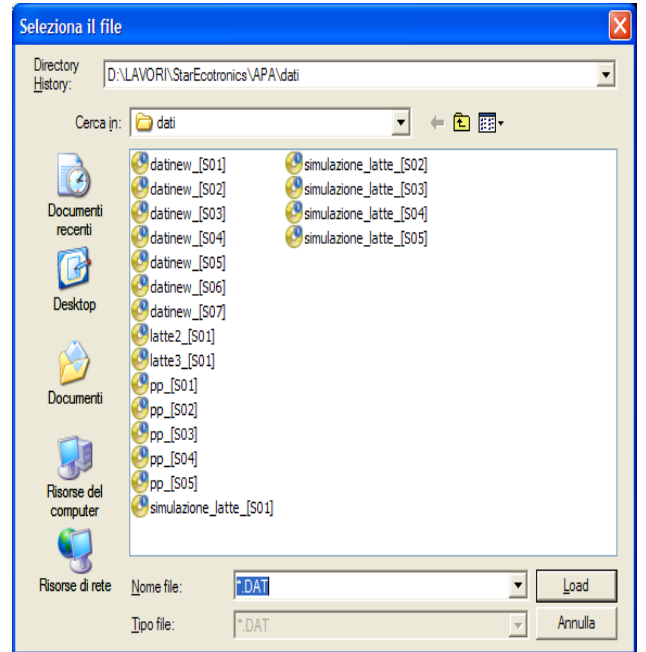 Seleziona il file
Directory History: D:\LAVORI\StarEcotronics\APA\dati
Cerca in: dati
Documenti recenti
Desktop
Documenti
Risorse del computer
Risorse di rete
datinew_[S01]
datinew_[S02]
datinew_[S03]
datinew_[S04]
datinew_[S05]
datinew_[S06]
datinew_[S07]
latte2_[S01]
latte3_[S01]
pp_[S01]
pp_[S02]
pp_[S03]
pp_[S04]
pp_[S05]
simulazione_latte_[S01]
simulazione_latte_[S02]
simulazione_latte_[S03]
simulazione_latte_[S04]
simulazione_latte_[S05]
Nome file: *.DAT Load
Tipo file: *.DAT Annulla